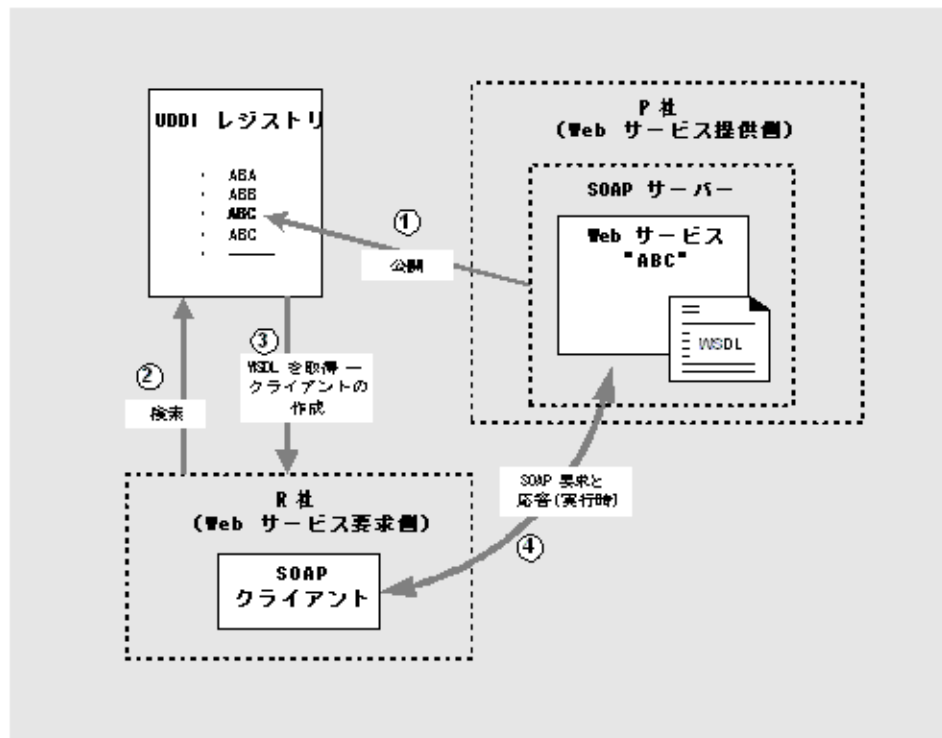 UDDI レジストリ
・ ABA
・ ABB
・ ABC
・ ABC
・
①
公開
P 社
(Web サービス提供側)
SOAP サーバー
Web サービス
"ABC"
WSDL
②
検索
③
WSDL を取得 —
クライアントの
作成
R 社
(Web サービス要求側)
SOAP
クライアント
SOAP 要求と
応答(実行時)
④